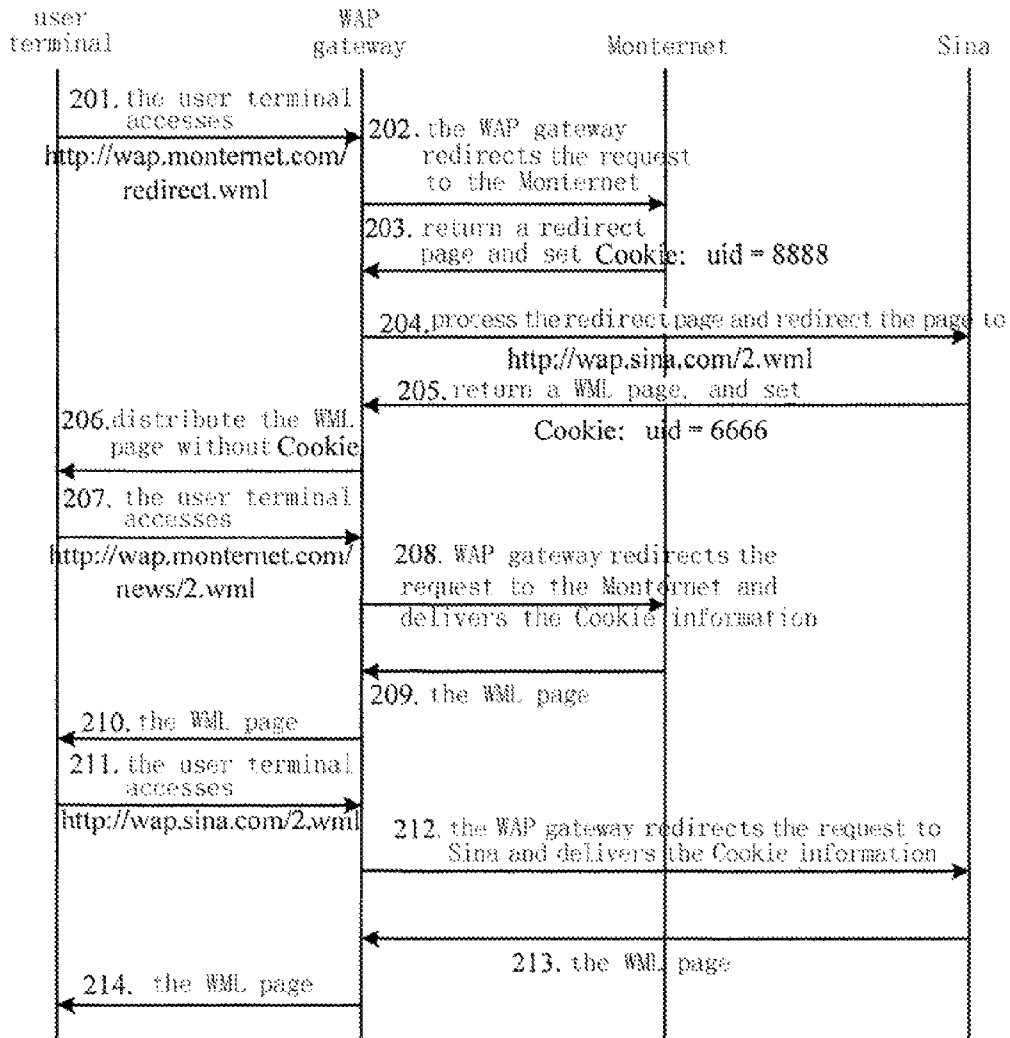 user
terminal
WAP
gateway
Monternet
Sina
201. the user terminal
accesses
http://wap.monternet.com/
redirect.wml
202. the WAP gateway
redirects the request
to the Monternet
203. return a redirect
page and set Cookie: uid = 8888
204. process the redirect page and redirect the page to
http://wap.sina.com/2.wml
205. return a WML page, and set
Cookie: uid = 6666
206. distribute the WML
page without Cookie
207. the user terminal
accesses
http://wap.monternet.com/
news/2.wml
208. WAP gateway redirects the
request to the Monternet and
delivers the Cookie information
209. the WML page
210. the WML page
211. the user terminal
accesses
http://wap.sina.com/2.wml
212. the WAP gateway redirects the request to
Sina and delivers the Cookie information
213. the WML page
214. the WML page